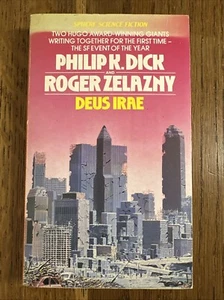 SPHERE SCIENCE FICTION
TWO HUGO AWARD-WINNING GIANTS
WRITING TOGETHER FOR THE FIRST TIME –
THE SF EVENT OF THE YEAR
PHILIP K. DICK
AND
ROGER ZELAZNY
DEUS IRAE